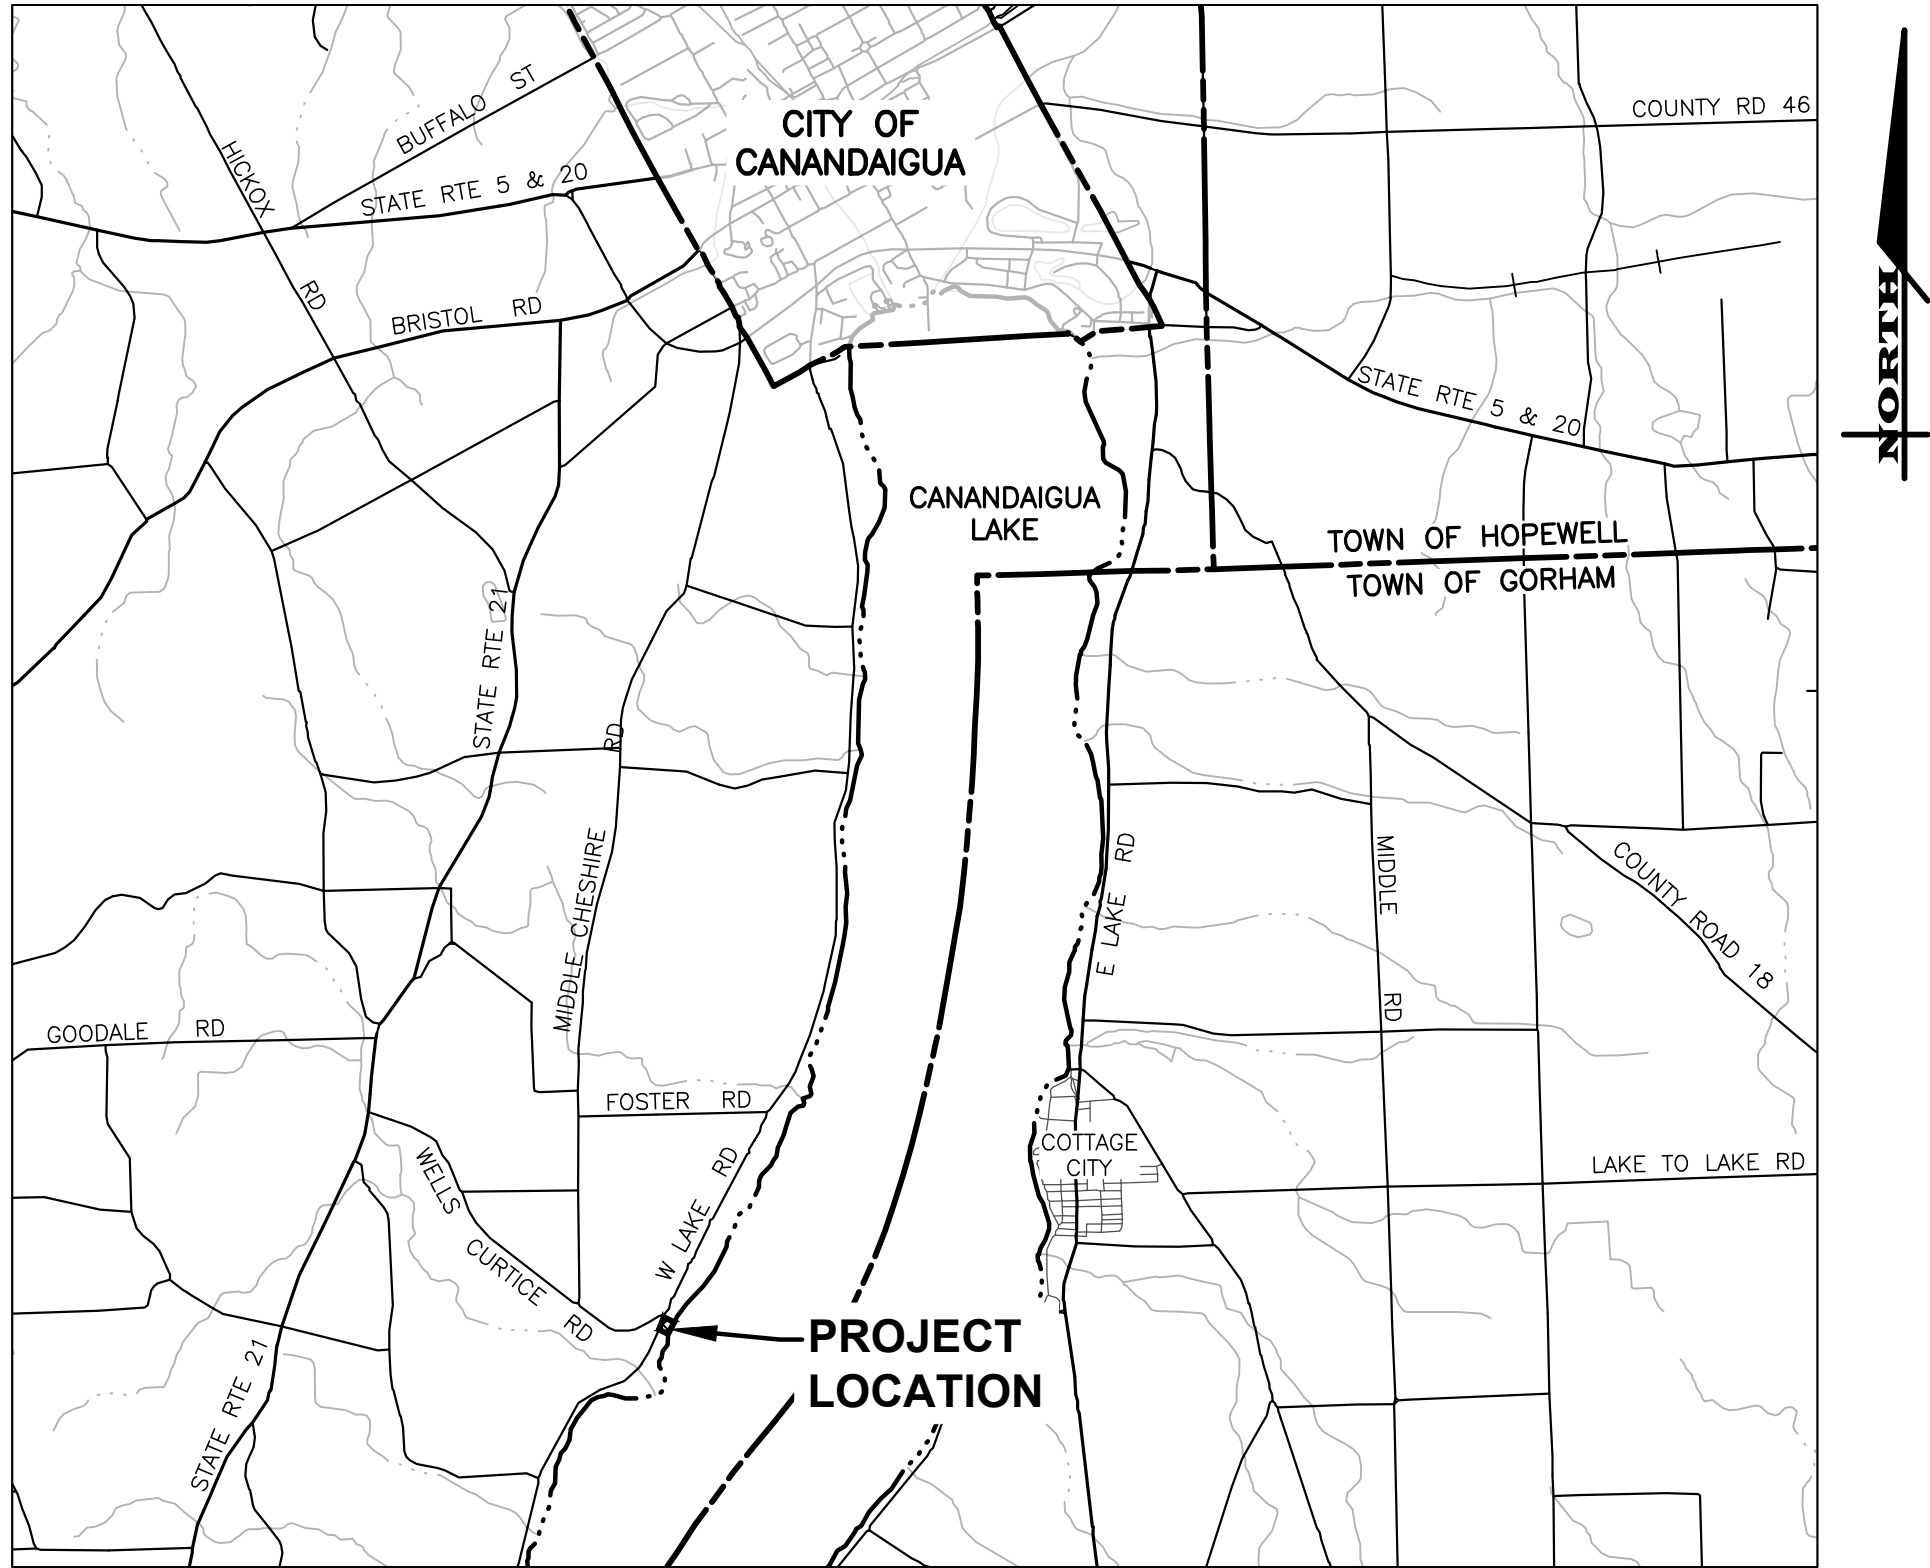 CITY OF
CANANDAIGUA
BUFFALO ST
COUNTY RD 46
HICKOX RD
STATE RTE 5 & 20
BRISTOL RD
NORTH
STATE RTE 5 & 20
CANANDAIGUA
LAKE
TOWN OF HOPEWELL
TOWN OF GORHAM
STATE RTE 21
MIDDLE CHESHIRE RD
E LAKE RD
MIDDLE RD
COUNTY ROAD 18
GOODALE RD
FOSTER RD
COTTAGE
CITY
LAKE TO LAKE RD
WELLS CURTICE RD
W LAKE RD
PROJECT
LOCATION
STATE RTE 21